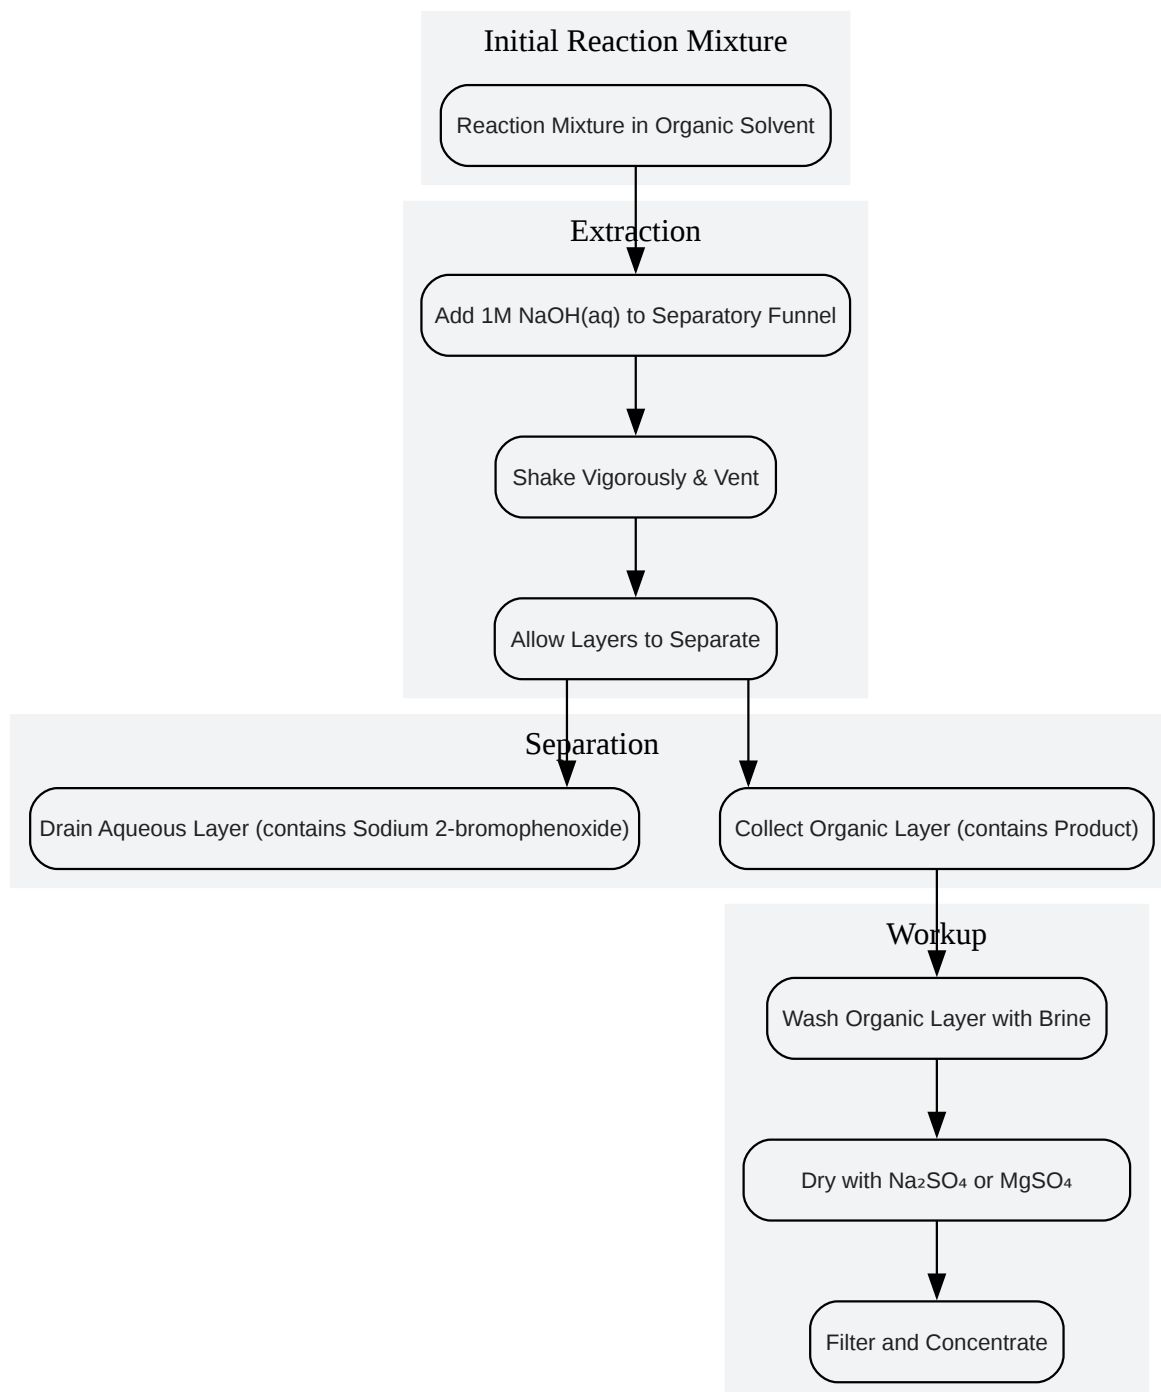 Initial Reaction Mixture
Reaction Mixture in Organic Solvent
Extraction
Add 1M NaOH(aq) to Separatory Funnel
Shake Vigorously & Vent
Allow Layers to Separate
Separation
Drain Aqueous Layer (contains Sodium 2-bromophenoxide)
Collect Organic Layer (contains Product)
Workup
Wash Organic Layer with Brine
Dry with Na₂SO₄ or MgSO₄
Filter and Concentrate